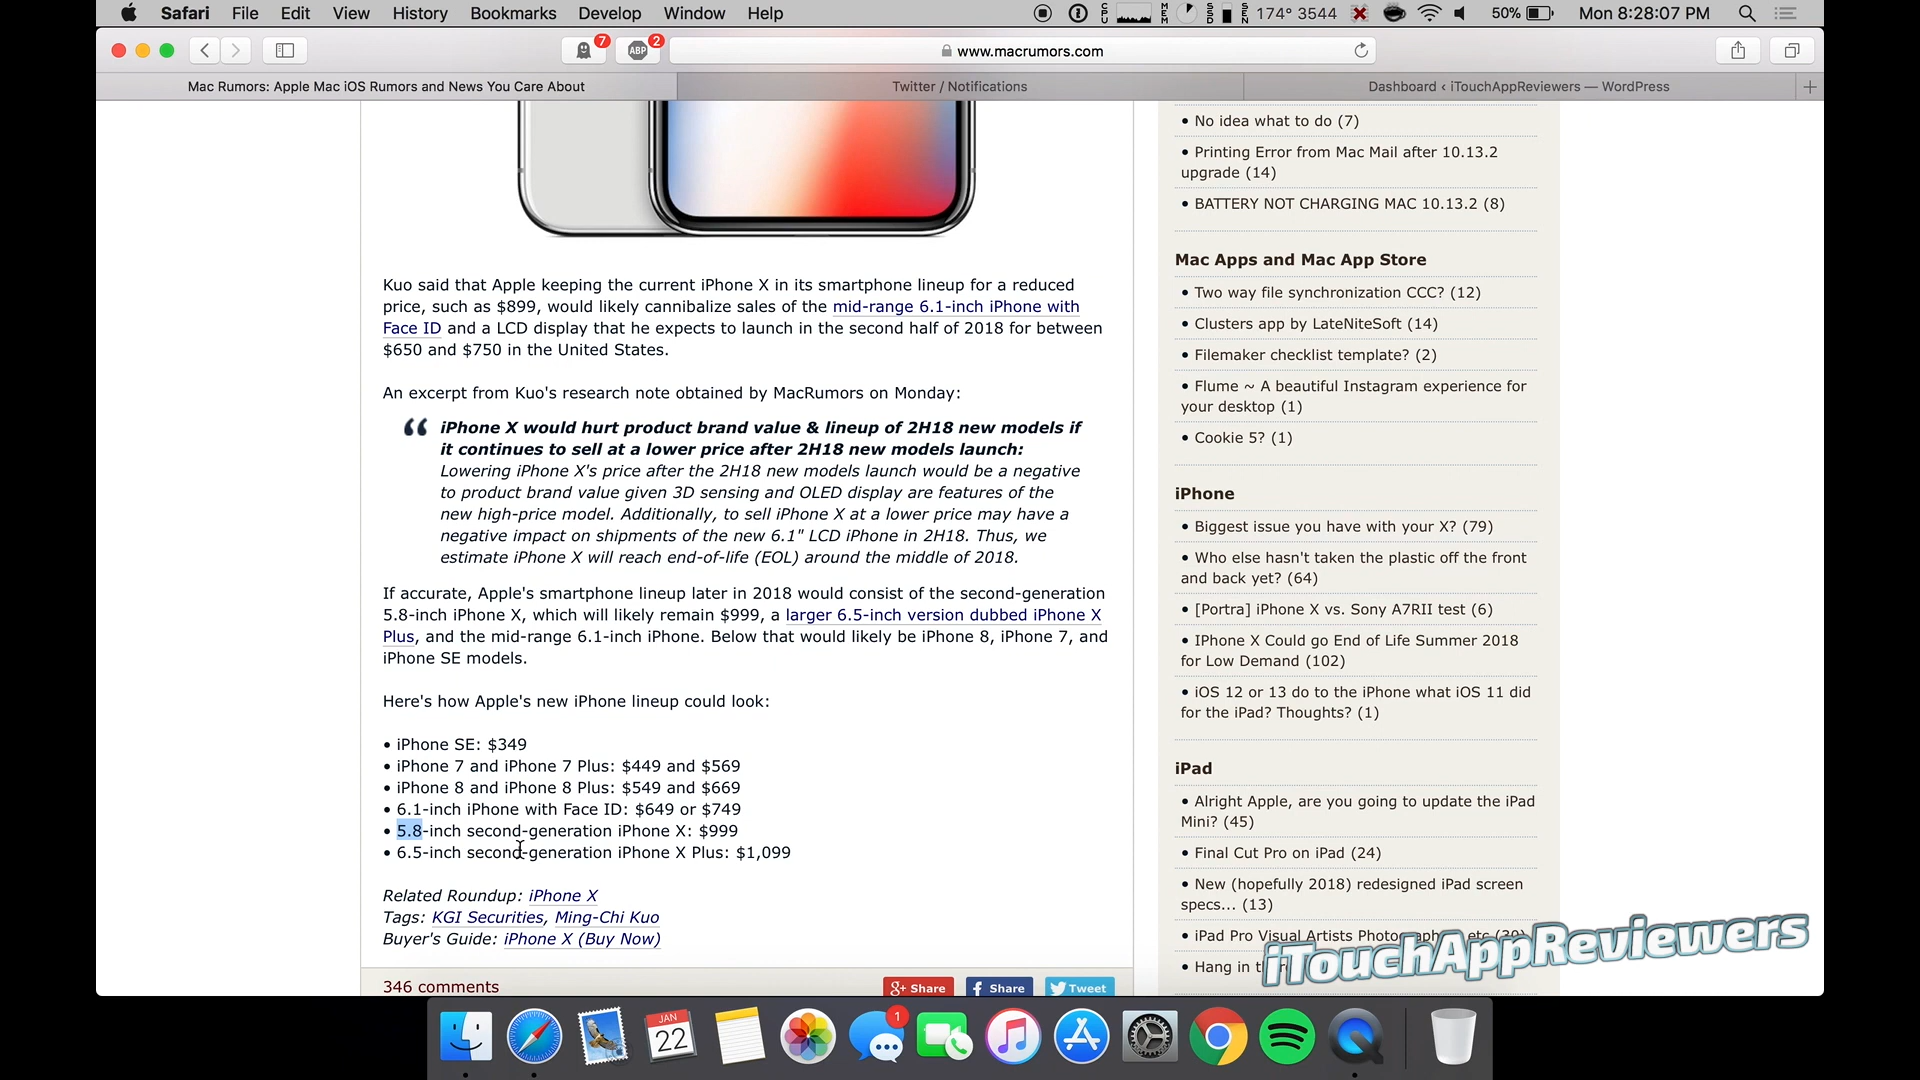 Safari File Edit View History Bookmarks Develop Window Help
CPU MEM SSD SEN 174° 3544 50% Mon 8:28:07 PM
7 ABP 2 www.macrumors.com
Mac Rumors: Apple Mac iOS Rumors and News You Care About
Twitter / Notifications
Dashboard ‹ iTouchAppReviewers — WordPress
Kuo said that Apple keeping the current iPhone X in its smartphone lineup for a reduced
price, such as $899, would likely cannibalize sales of the mid-range 6.1-inch iPhone with
Face ID and a LCD display that he expects to launch in the second half of 2018 for between
$650 and $750 in the United States.
An excerpt from Kuo's research note obtained by MacRumors on Monday:
“ iPhone X would hurt product brand value & lineup of 2H18 new models if
it continues to sell at a lower price after 2H18 new models launch:
Lowering iPhone X's price after the 2H18 new models launch would be a negative
to product brand value given 3D sensing and OLED display are features of the
new high-price model. Additionally, to sell iPhone X at a lower price may have a
negative impact on shipments of the new 6.1" LCD iPhone in 2H18. Thus, we
estimate iPhone X will reach end-of-life (EOL) around the middle of 2018.
If accurate, Apple's smartphone lineup later in 2018 would consist of the second-generation
5.8-inch iPhone X, which will likely remain $999, a larger 6.5-inch version dubbed iPhone X
Plus, and the mid-range 6.1-inch iPhone. Below that would likely be iPhone 8, iPhone 7, and
iPhone SE models.
Here's how Apple's new iPhone lineup could look:
• iPhone SE: $349
• iPhone 7 and iPhone 7 Plus: $449 and $569
• iPhone 8 and iPhone 8 Plus: $549 and $669
• 6.1-inch iPhone with Face ID: $649 or $749
• 5.8-inch second-generation iPhone X: $999
• 6.5-inch second-generation iPhone X Plus: $1,099
Related Roundup: iPhone X
Tags: KGI Securities, Ming-Chi Kuo
Buyer's Guide: iPhone X (Buy Now)
346 comments
g+ Share
f Share
Tweet
• No idea what to do (7)
• Printing Error from Mac Mail after 10.13.2
upgrade (14)
• BATTERY NOT CHARGING MAC 10.13.2 (8)
Mac Apps and Mac App Store
• Two way file synchronization CCC? (12)
• Clusters app by LateNiteSoft (14)
• Filemaker checklist template? (2)
• Flume ~ A beautiful Instagram experience for
your desktop (1)
• Cookie 5? (1)
iPhone
• Biggest issue you have with your X? (79)
• Who else hasn't taken the plastic off the front
and back yet? (64)
• [Portra] iPhone X vs. Sony A7RII test (6)
• IPhone X Could go End of Life Summer 2018
for Low Demand (102)
• iOS 12 or 13 do to the iPhone what iOS 11 did
for the iPad? Thoughts? (1)
iPad
• Alright Apple, are you going to update the iPad
Mini? (45)
• Final Cut Pro on iPad (24)
• New (hopefully 2018) redesigned iPad screen
specs... (13)
• iPad Pro Visual Artists
• Hang in
iTouchAppReviewers
JAN
22
1